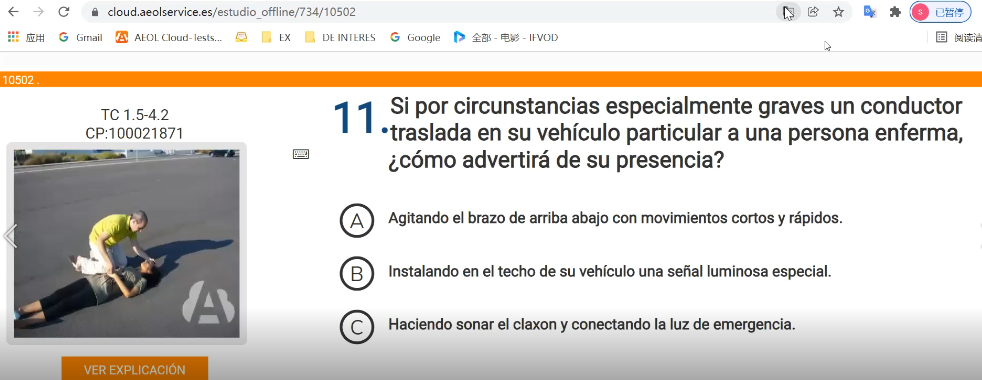 cloud.aeolservice.es/estudio_offline/734/10502
S 已暂停
应用 Gmail AEOL Cloud-Tests... EX DE INTERES Google 全部 - 电影 - IFVOD 阅读清
10502 .
TC 1.5-4.2
CP:100021871
11. Si por circunstancias especialmente graves un conductor
traslada en su vehículo particular a una persona enferma,
¿cómo advertirá de su presencia?
A Agitando el brazo de arriba abajo con movimientos cortos y rápidos.
B Instalando en el techo de su vehículo una señal luminosa especial.
C Haciendo sonar el claxon y conectando la luz de emergencia.
VER EXPLICACIÓN